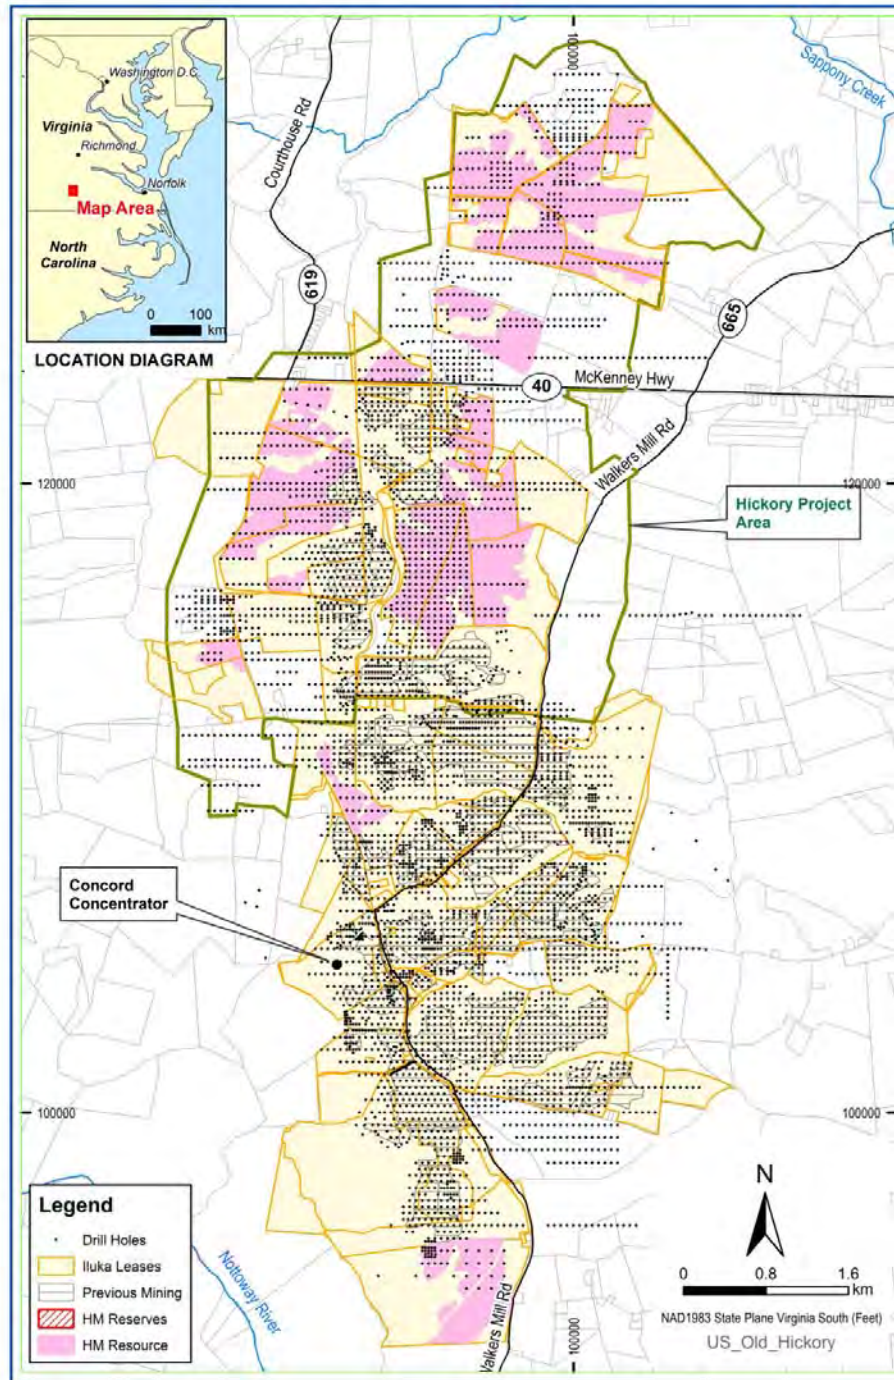 Washington D.C.
Virginia
Richmond
Norfolk
Map Area
North
Carolina
0 100
km
LOCATION DIAGRAM
100000
Sappony Creek
Courthouse Rd
619
665
McKenney Hwy
40
Walkers Mill Rd
120000
120000
Hickory Project
Area
Concord
Concentrator
100000
100000
Legend
Drill Holes
Iluka Leases
Previous Mining
HM Reserves
HM Resource
Nottoway River
Walkers Mill Rd
100000
N
0 0.8 1.6
km
NAD1983 State Plane Virginia South (Feet)
US_Old_Hickory